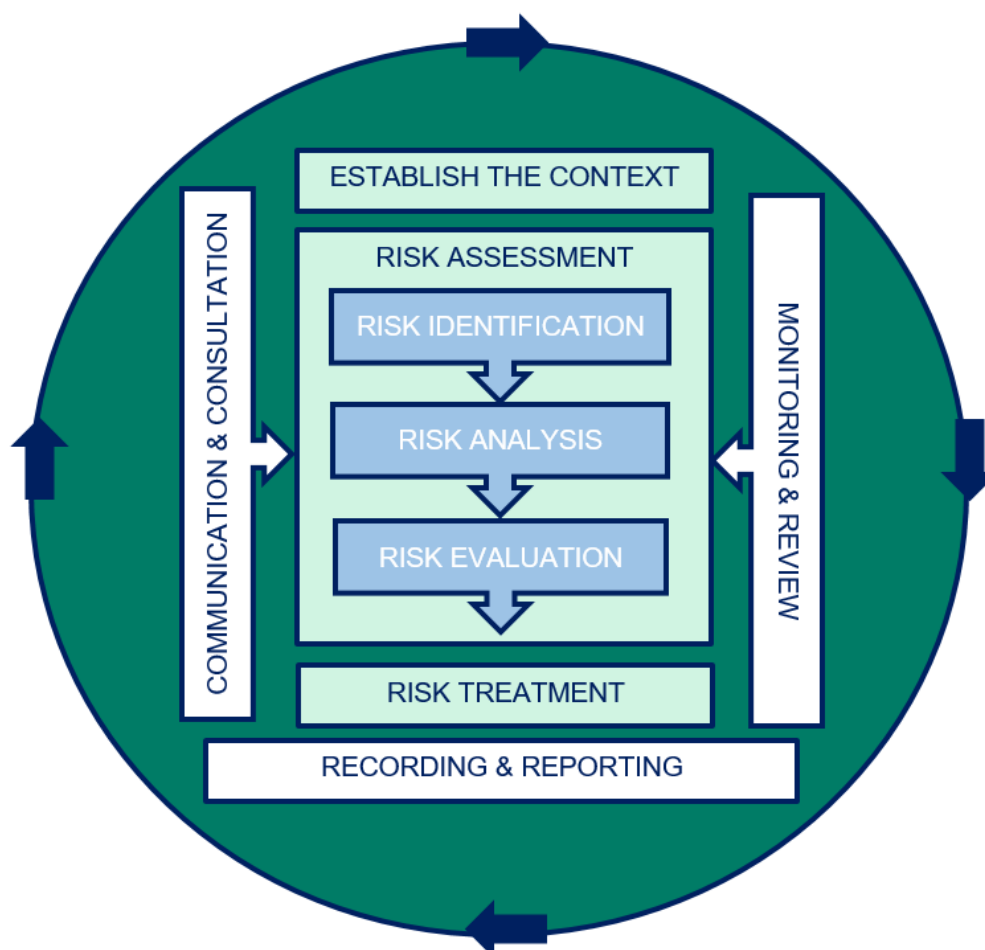 ESTABLISH THE CONTEXT
COMMUNICATION & CONSULTATION
RISK ASSESSMENT
RISK IDENTIFICATION
RISK ANALYSIS
RISK EVALUATION
MONITORING & REVIEW
RISK TREATMENT
RECORDING & REPORTING